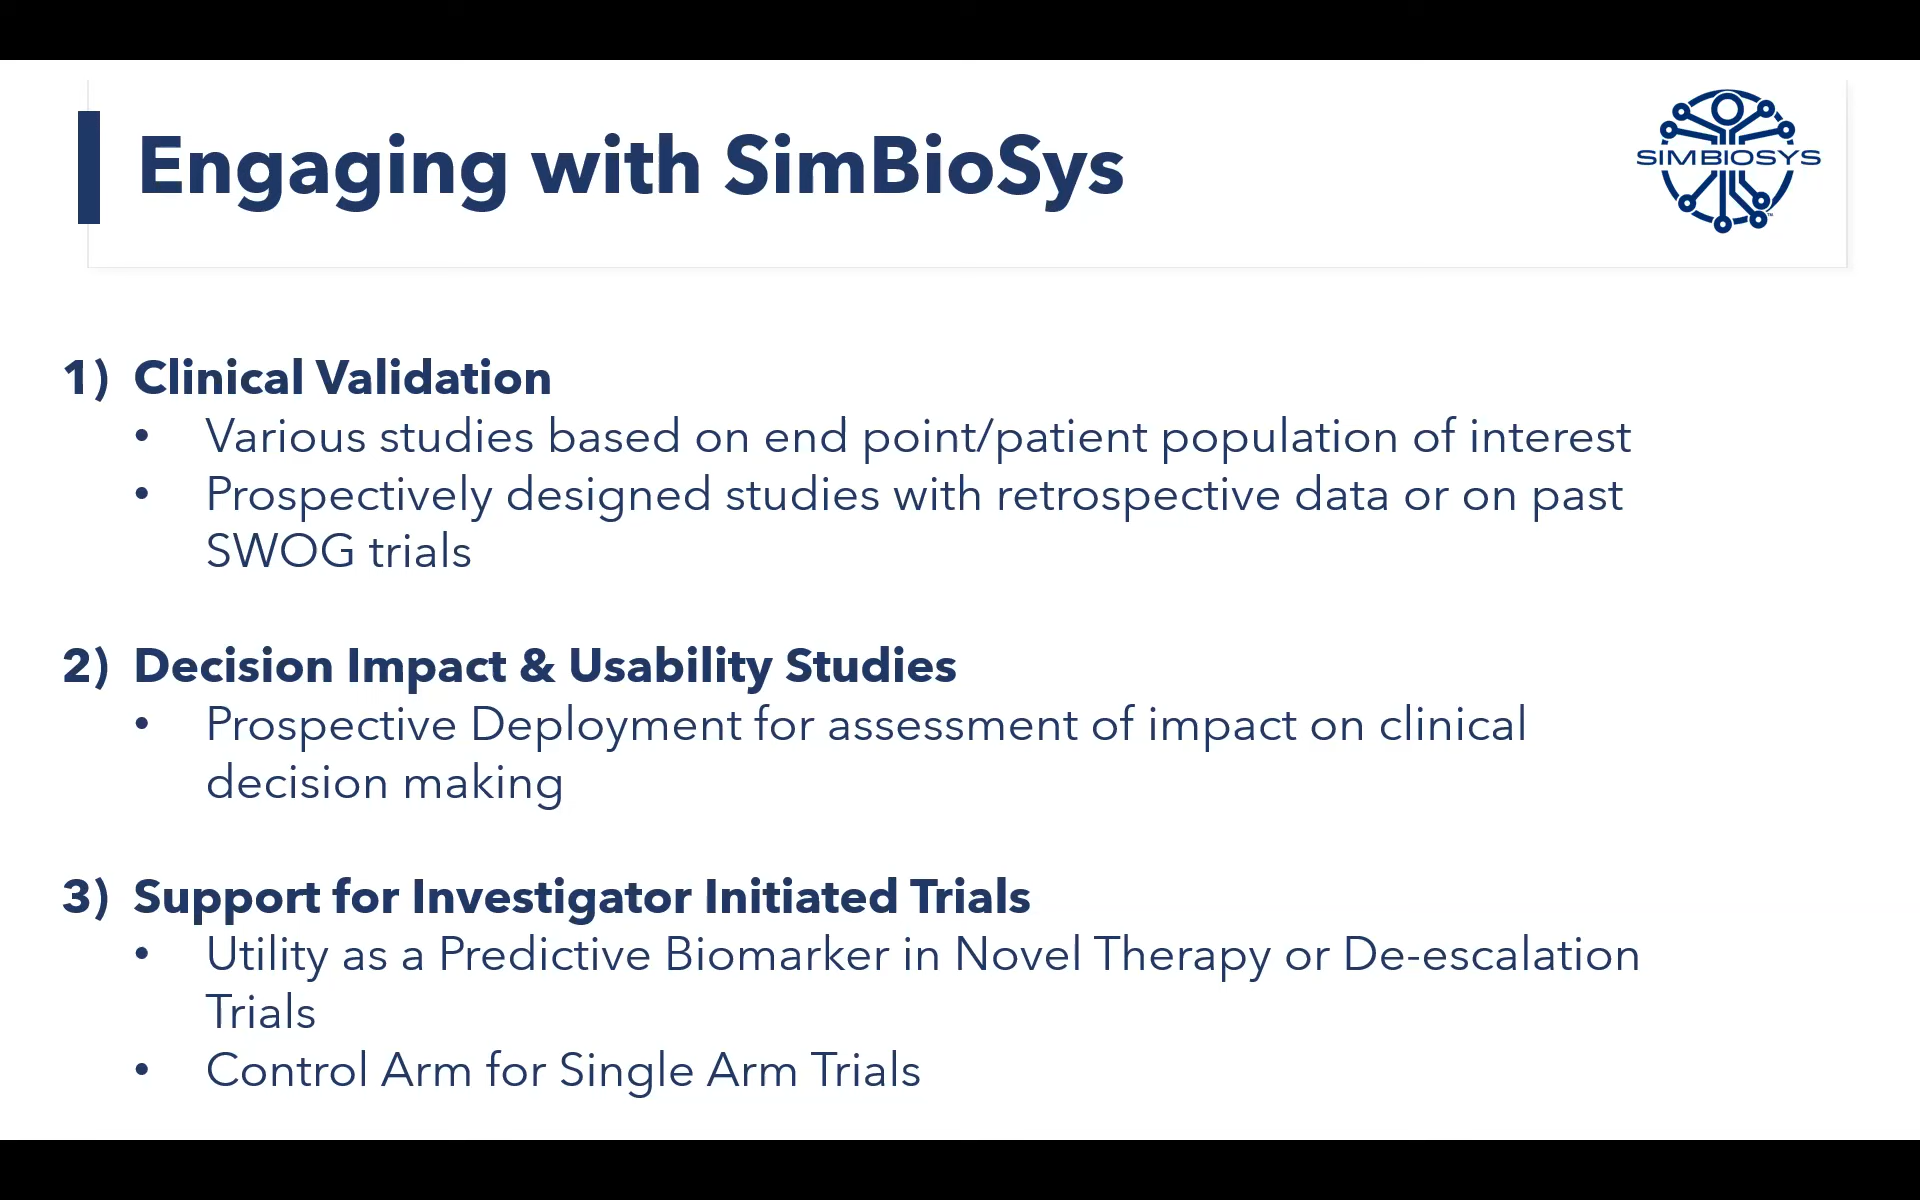 Engaging with SimBioSys
SIMBIOSYS
™
1) Clinical Validation
• Various studies based on end point/patient population of interest
• Prospectively designed studies with retrospective data or on past
SWOG trials
2) Decision Impact & Usability Studies
• Prospective Deployment for assessment of impact on clinical
decision making
3) Support for Investigator Initiated Trials
• Utility as a Predictive Biomarker in Novel Therapy or De-escalation
Trials
• Control Arm for Single Arm Trials